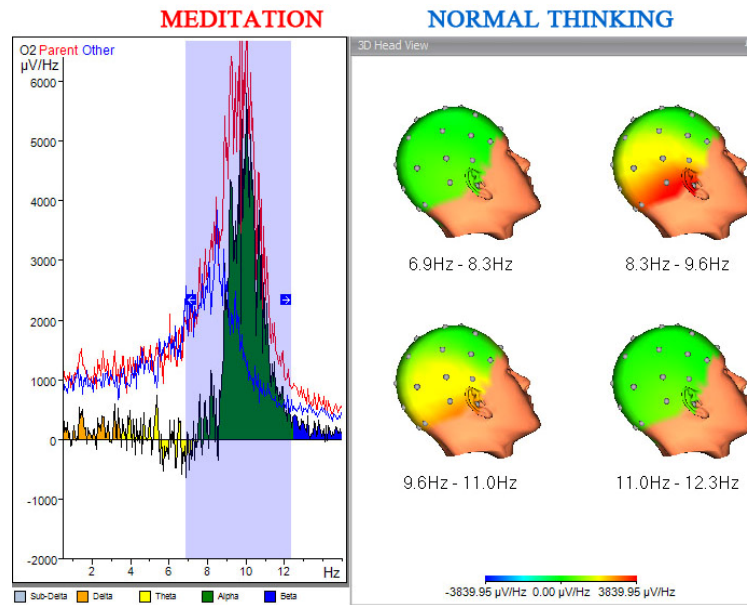 MEDITATION
NORMAL THINKING
O2 Parent Other
µV/Hz
6000
5000
4000
3000
2000
1000
0
-1000
-2000
2 4 6 8 10 12 Hz
Sub-Delta Delta Theta Alpha Beta
3D Head View
6.9Hz - 8.3Hz
8.3Hz - 9.6Hz
9.6Hz - 11.0Hz
11.0Hz - 12.3Hz
-3839.95 µV/Hz 0.00 µV/Hz 3839.95 µV/Hz